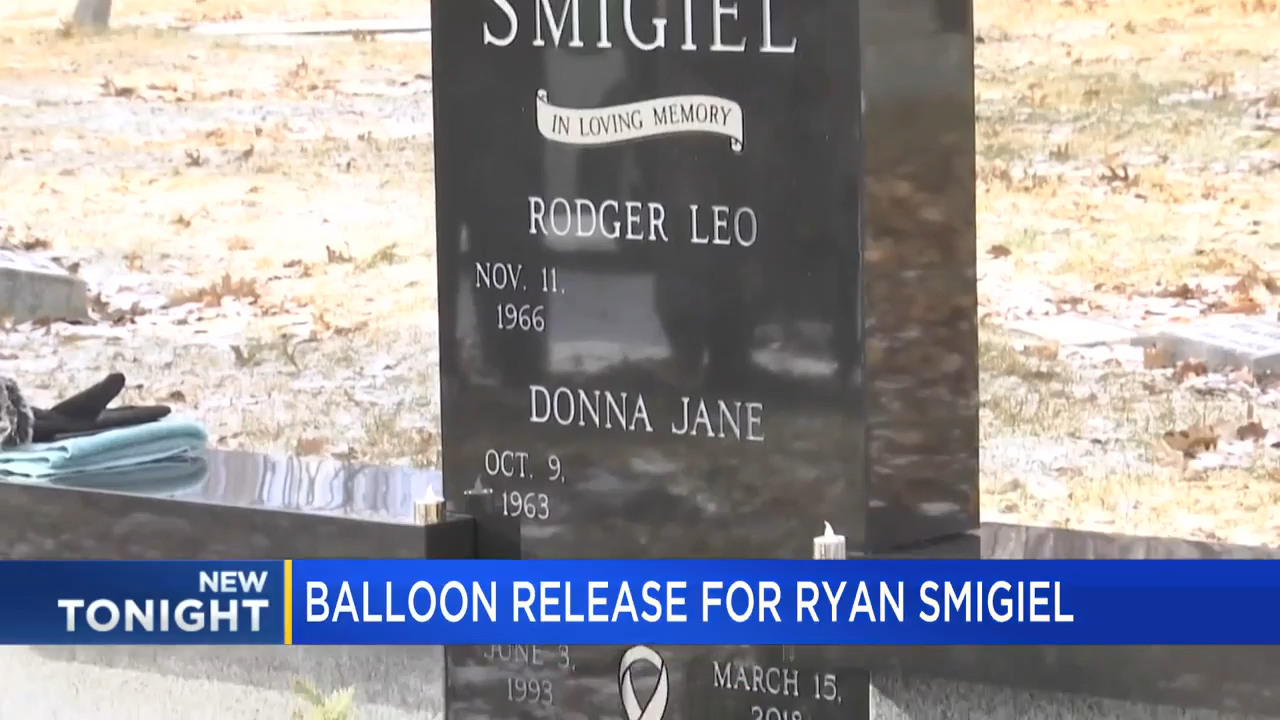 SMIGIEL
IN LOVING MEMORY
RODGER LEO
NOV. 11,
1966
DONNA JANE
OCT. 9,
1963
NEW
TONIGHT
BALLOON RELEASE FOR RYAN SMIGIEL
JUNE 3,
1993
MARCH 15,
2018